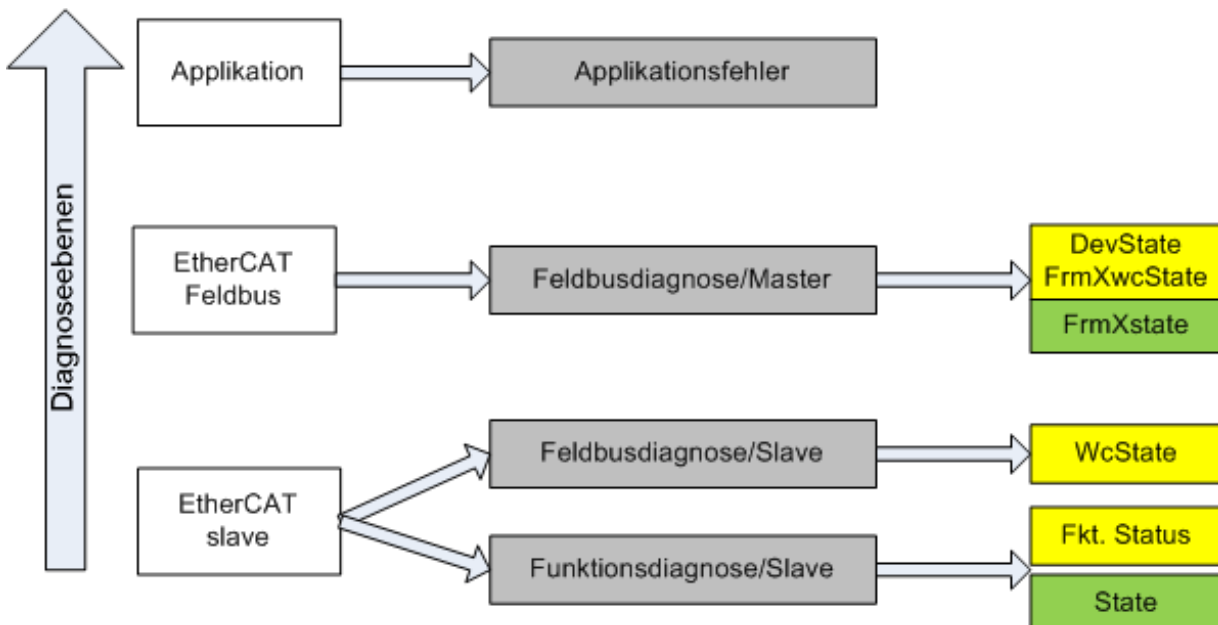 Diagnoseebenen
Applikation
Applikationsfehler
EtherCAT
Feldbus
Feldbusdiagnose/Master
DevState
FrmXwcState
FrmXstate
EtherCAT
slave
Feldbusdiagnose/Slave
WcState
Funktionsdiagnose/Slave
Fkt. Status
State